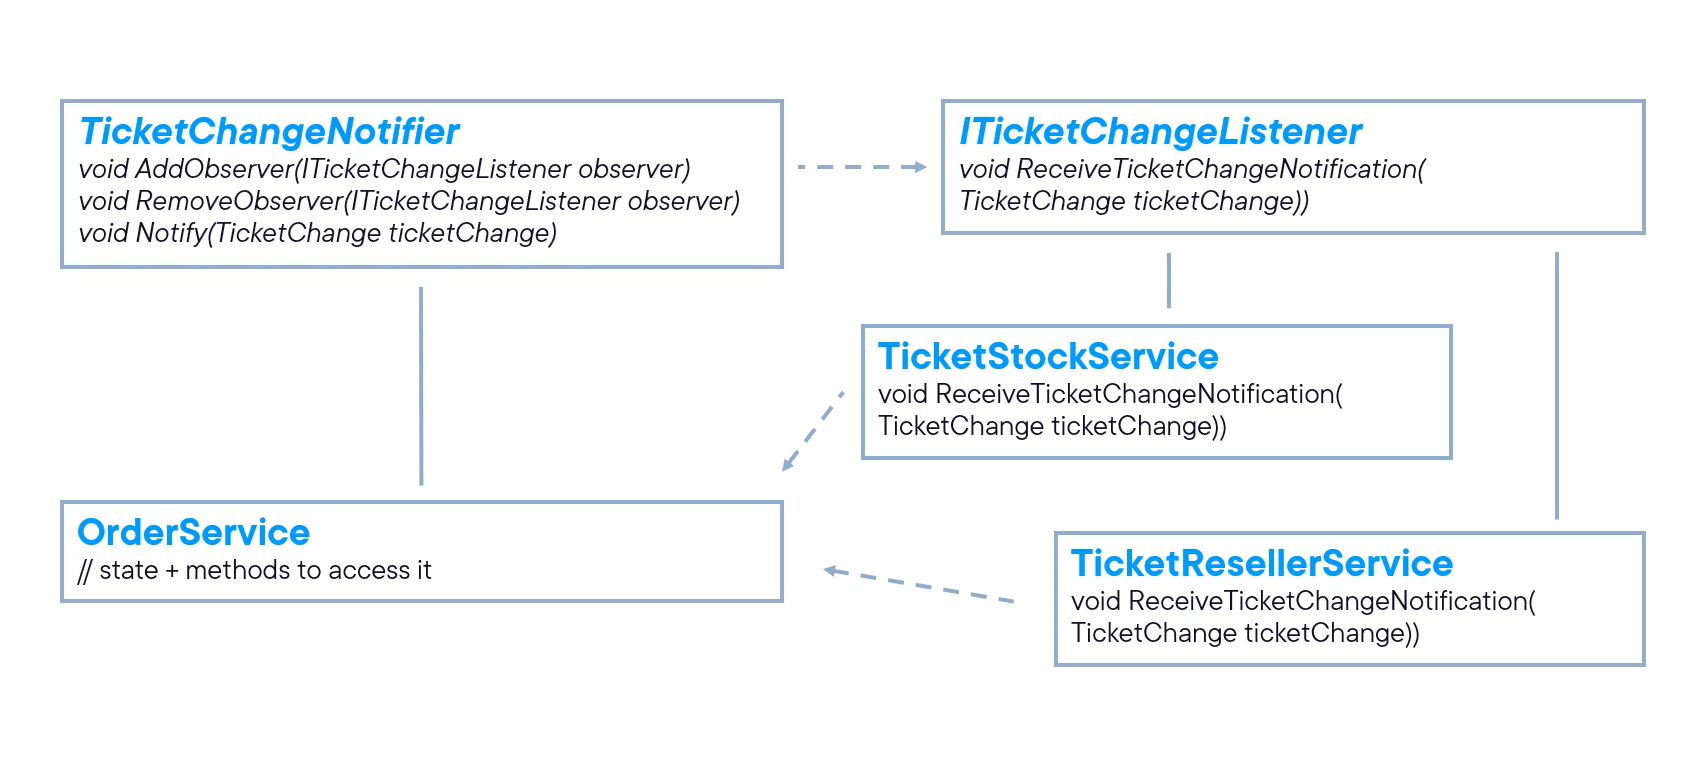 TicketChangeNotifier
void AddObserver(ITicketChangeListener observer)
void RemoveObserver(ITicketChangeListener observer)
void Notify(TicketChange ticketChange)
ITicketChangeListener
void ReceiveTicketChangeNotification(
TicketChange ticketChange))
TicketStockService
void ReceiveTicketChangeNotification(
TicketChange ticketChange))
OrderService
// state + methods to access it
TicketResellerService
void ReceiveTicketChangeNotification(
TicketChange ticketChange))